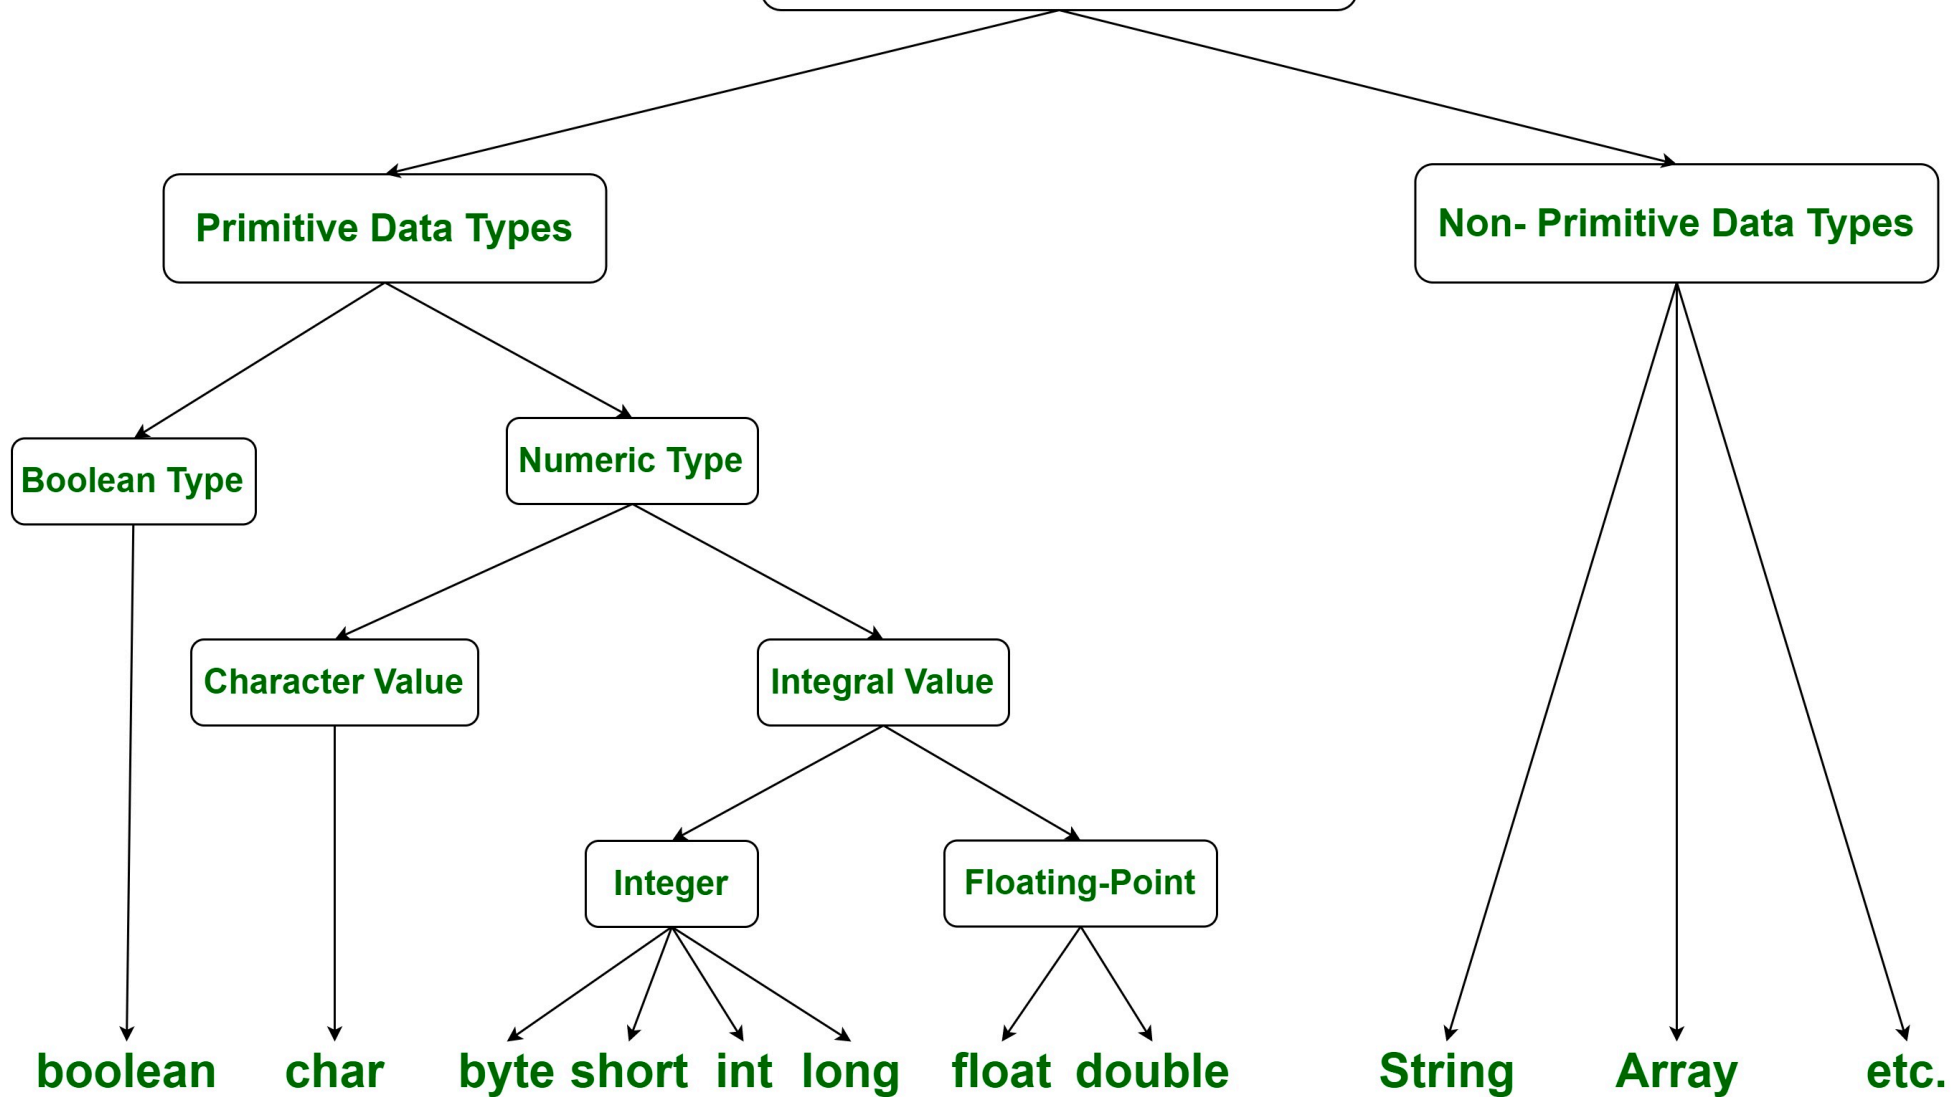 Primitive Data Types
Non- Primitive Data Types
Boolean Type
Numeric Type
Character Value
Integral Value
Integer
Floating-Point
boolean
char
byte
short
int
long
float
double
String
Array
etc.